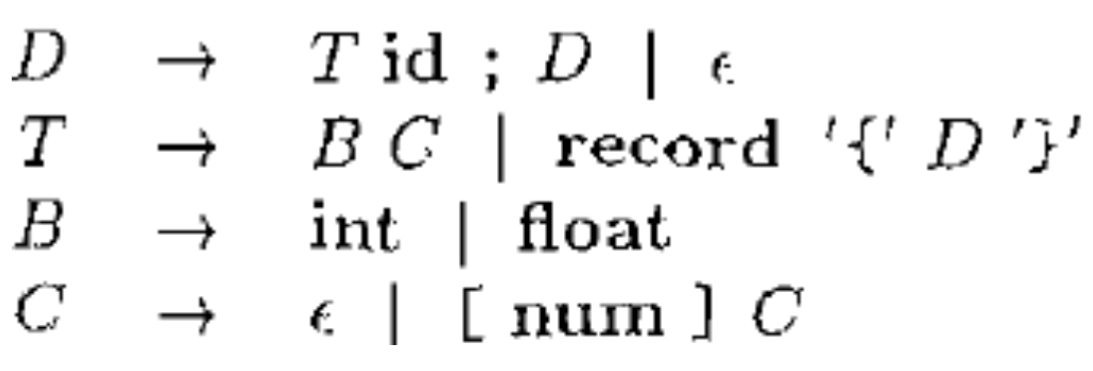 D → T id ; D | ϵ
T → B C | record '{' D '}'
B → int | float
C → ϵ | [ num ] C